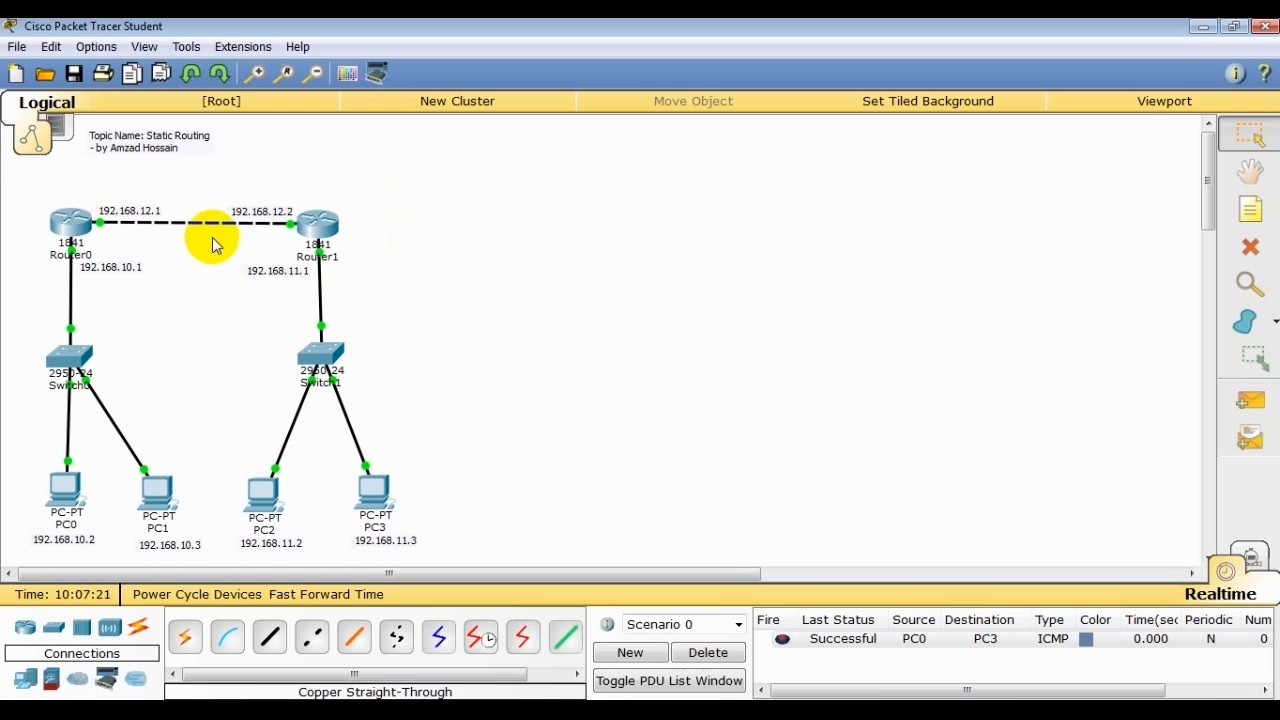 Cisco Packet Tracer Student
File Edit Options View Tools Extensions Help
Logical [Root] New Cluster Move Object Set Tiled Background Viewport
Topic Name: Static Routing
- by Amzad Hossain
192.168.12.1 192.168.12.2
1841
Router0
1841
Router1
192.168.10.1 192.168.11.1
2950-24
Switch0
2950-24
Switch1
PC-PT
PC0
192.168.10.2
PC-PT
PC1
192.168.10.3
PC-PT
PC2
192.168.11.2
PC-PT
PC3
192.168.11.3
Time: 10:07:21 Power Cycle Devices Fast Forward Time Realtime
Connections
Copper Straight-Through
Scenario 0
New Delete
Toggle PDU List Window
Fire Last Status Source Destination Type Color Time(sec Periodic Num
Successful PC0 PC3 ICMP 0.000 N 0